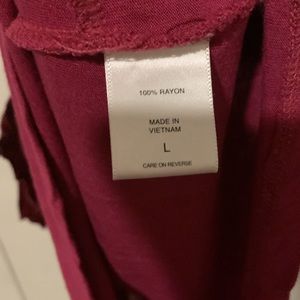 100% RAYON
MADE IN
VIETNAM
L
CARE ON REVERSE